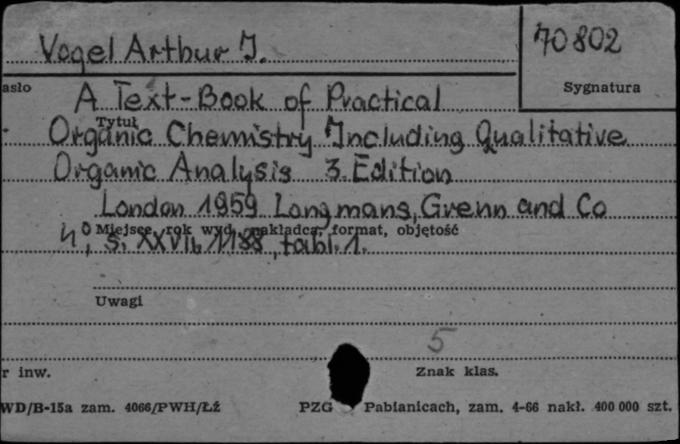 Vogel Arthur J.
70802
asło
Sygnatura
A Text-Book of Practical
Tytuł
Organic Chemistry Including Qualitative
Organic Analysis 3. Edition
London 1959 Longmans, Grenn and Co
Miejsce, rok wyd., nakładca, format, objętość
4°, s. XXVII, 1188, tabl. 1.
Uwagi
5
r inw.
Znak klas.
WD/B-15a zam. 4066/PWH/Łź
PZG Pabianicach, zam. 4-66 nakł. 400 000 szt.